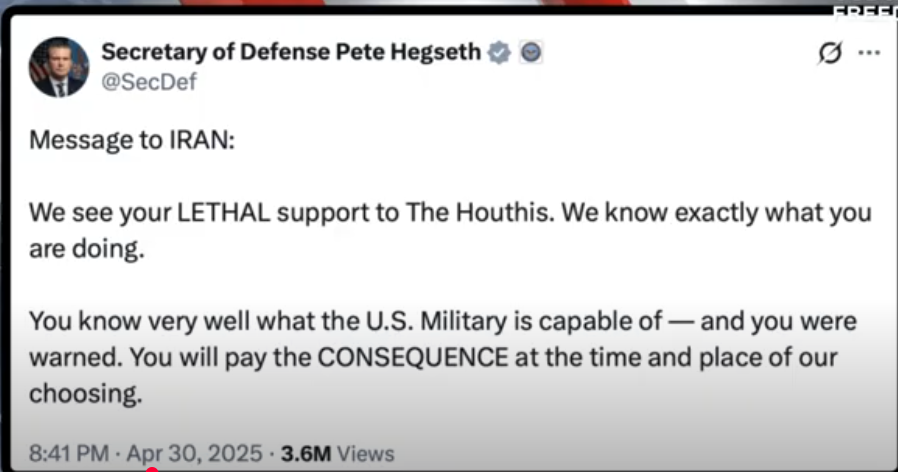 FREED
Secretary of Defense Pete Hegseth
@SecDef
Message to IRAN:
We see your LETHAL support to The Houthis. We know exactly what you
are doing.
You know very well what the U.S. Military is capable of — and you were
warned. You will pay the CONSEQUENCE at the time and place of our
choosing.
8:41 PM · Apr 30, 2025 · 3.6M Views